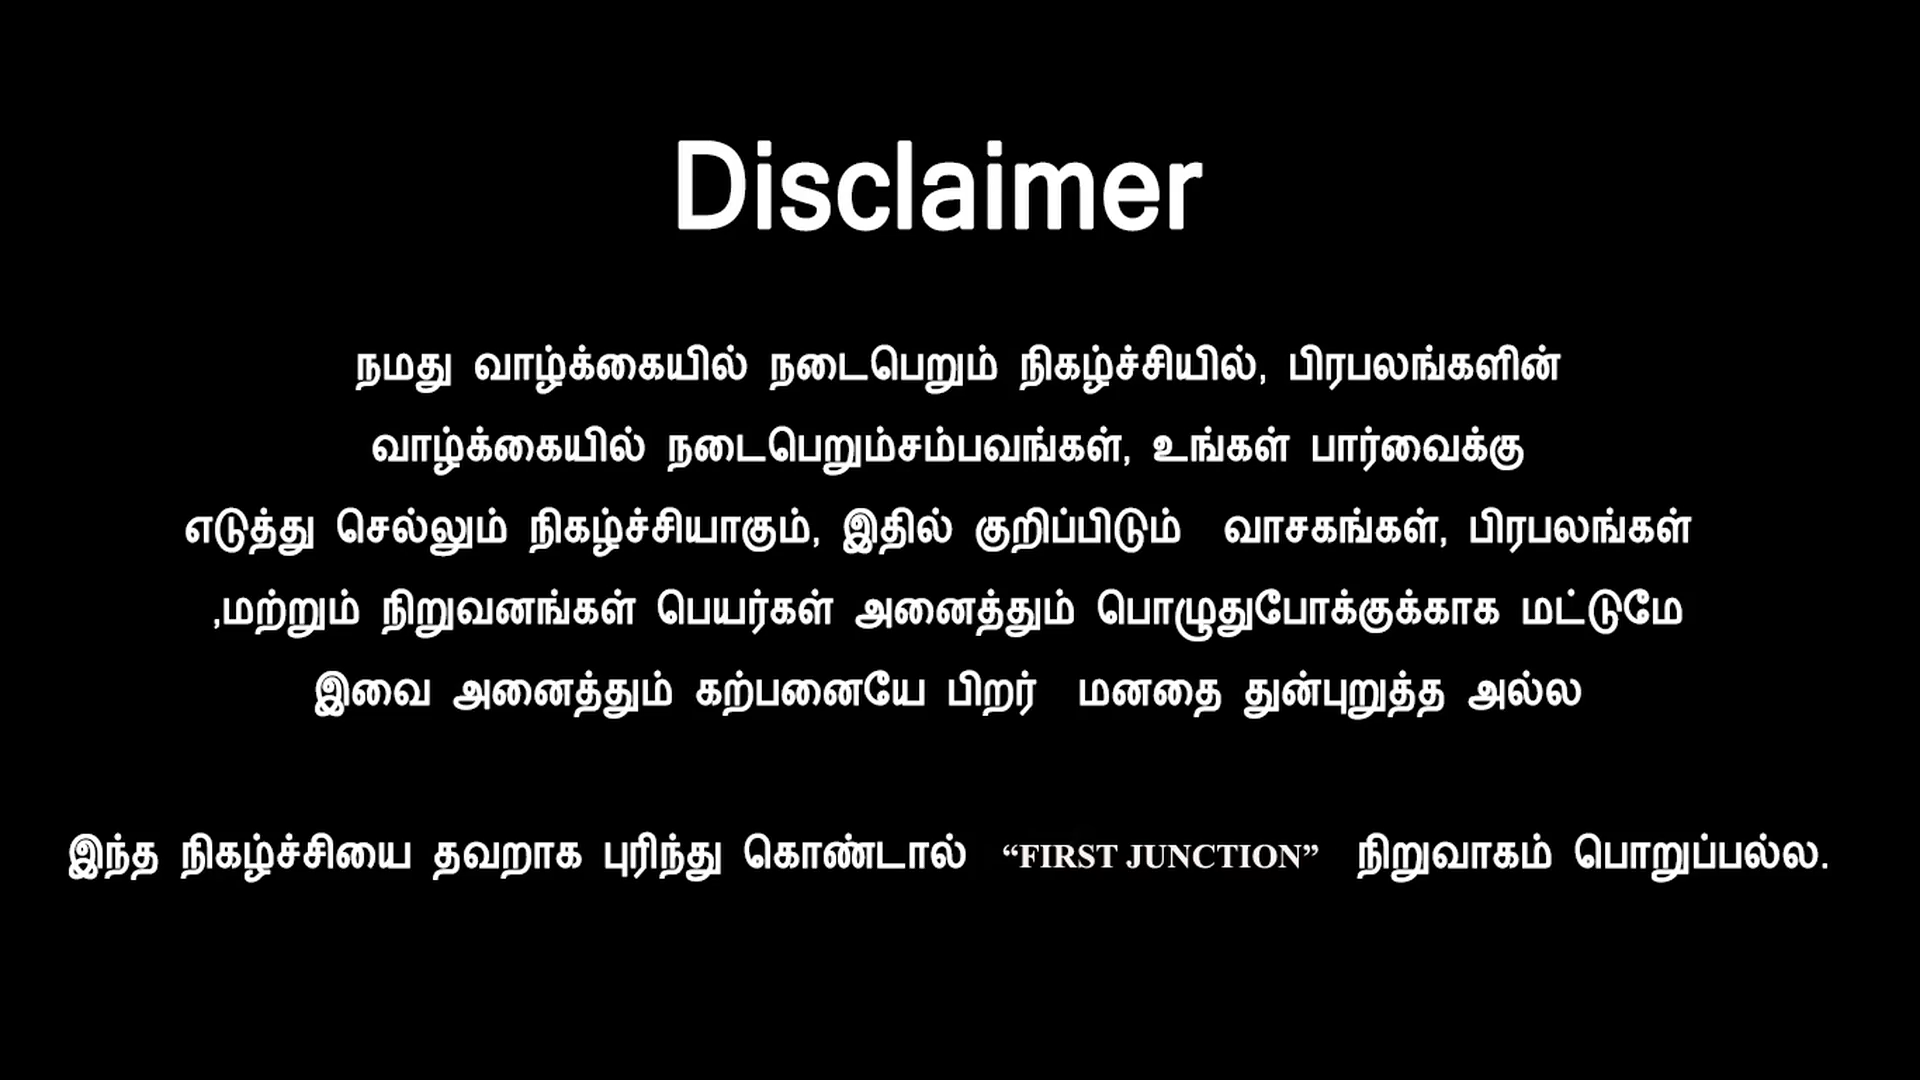 Disclaimer
நமது வாழ்க்கையில் நடைபெறும் நிகழ்ச்சியில், பிரபலங்களின்
வாழ்க்கையில் நடைபெறும்சம்பவங்கள், உங்கள் பார்வைக்கு
எடுத்து செல்லும் நிகழ்ச்சியாகும், இதில் குறிப்பிடும் வாசகங்கள், பிரபலங்கள்
,மற்றும் நிறுவனங்கள் பெயர்கள் அனைத்தும் பொழுதுபோக்குக்காக மட்டுமே
இவை அனைத்தும் கற்பனையே பிறர் மனதை துன்புறுத்த அல்ல
இந்த நிகழ்ச்சியை தவறாக புரிந்து கொண்டால் “FIRST JUNCTION” நிறுவாகம் பொறுப்பல்ல.